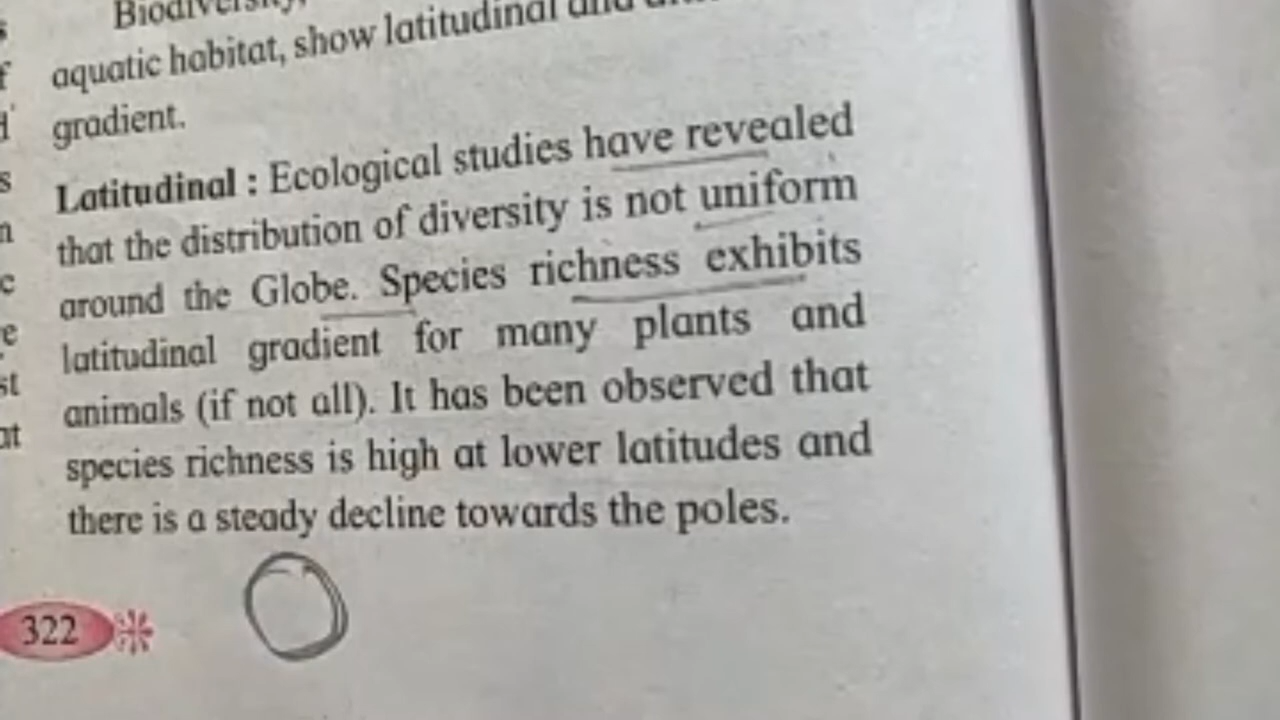 Biodiversity,
aquatic habitat, show latitudinal and
gradient.
Latitudinal : Ecological studies have revealed
that the distribution of diversity is not uniform
around the Globe. Species richness exhibits
latitudinal gradient for many plants and
animals (if not all). It has been observed that
species richness is high at lower latitudes and
there is a steady decline towards the poles.
322